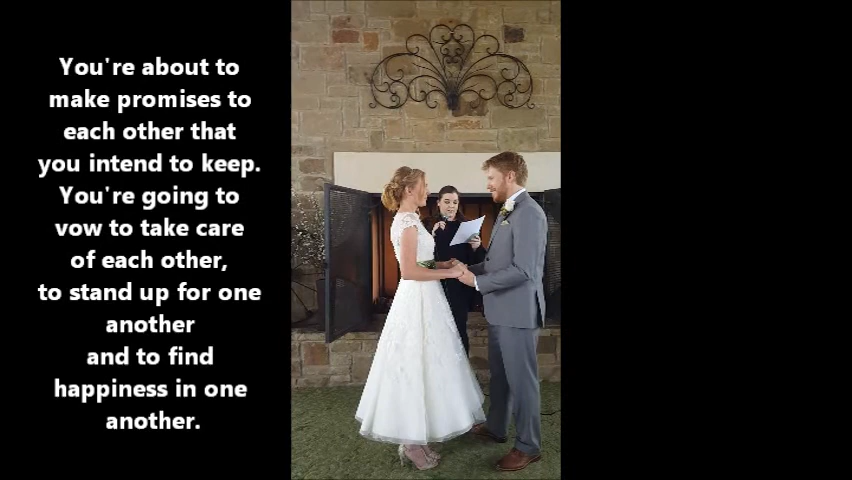 You're about to
make promises to
each other that
you intend to keep.
You're going to
vow to take care
of each other,
to stand up for one
another
and to find
happiness in one
another.